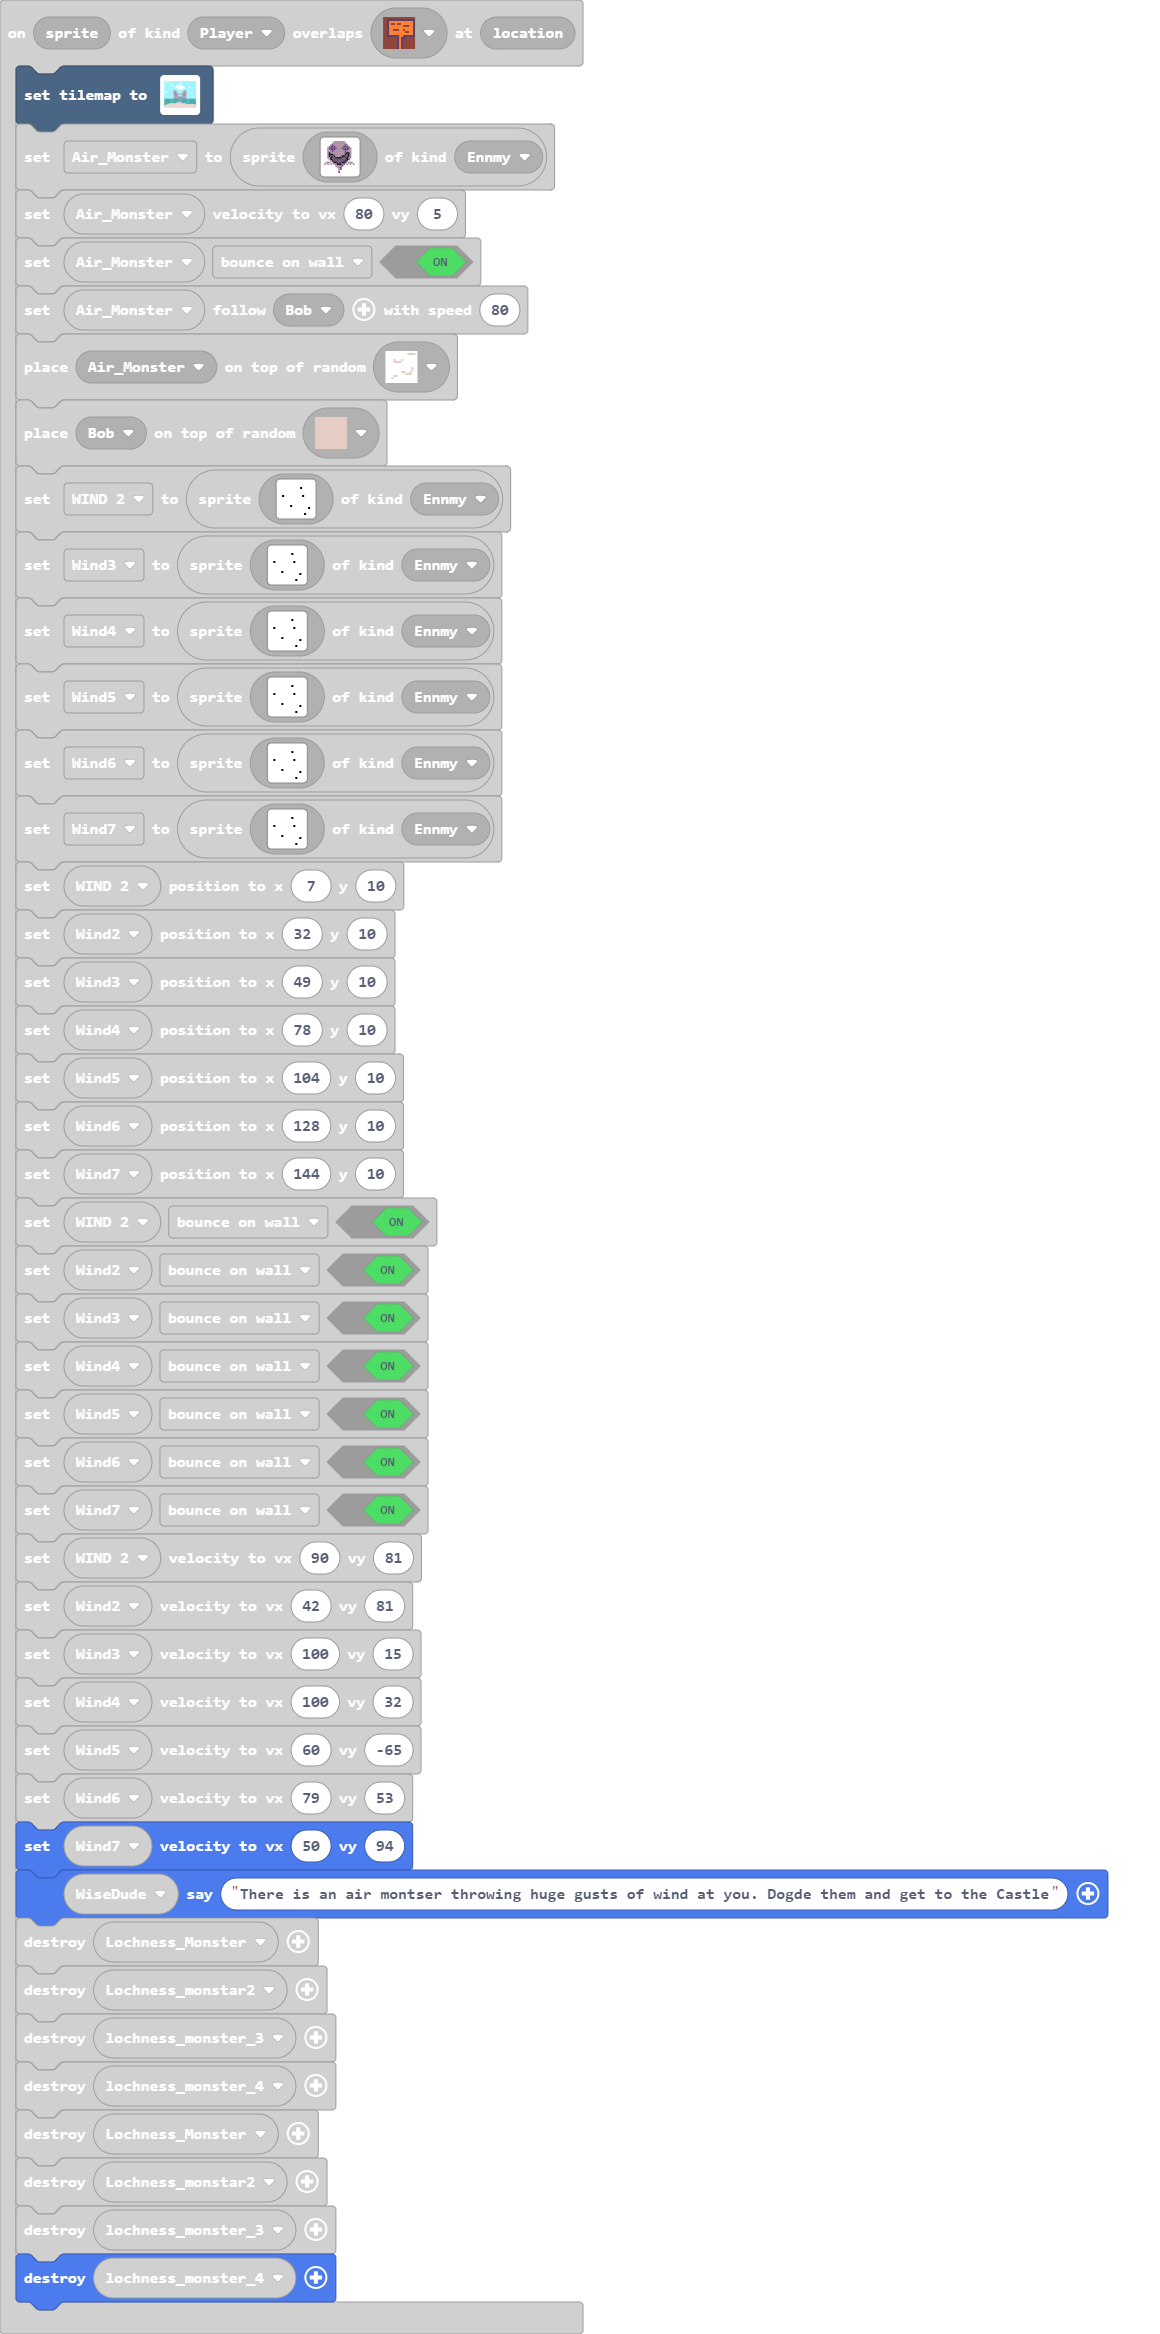 on sprite of kind Player overlaps at location
set tilemap to
set Air_Monster to sprite of kind Ennmy
set Air_Monster velocity to vx 80 vy 5
set Air_Monster bounce on wall ON
set Air_Monster follow Bob with speed 80
place Air_Monster on top of random
place Bob on top of random
set WIND 2 to sprite of kind Ennmy
set Wind3 to sprite of kind Ennmy
set Wind4 to sprite of kind Ennmy
set Wind5 to sprite of kind Ennmy
set Wind6 to sprite of kind Ennmy
set Wind7 to sprite of kind Ennmy
set WIND 2 position to x 7 y 10
set Wind2 position to x 32 y 10
set Wind3 position to x 49 y 10
set Wind4 position to x 78 y 10
set Wind5 position to x 104 y 10
set Wind6 position to x 128 y 10
set Wind7 position to x 144 y 10
set WIND 2 bounce on wall ON
set Wind2 bounce on wall ON
set Wind3 bounce on wall ON
set Wind4 bounce on wall ON
set Wind5 bounce on wall ON
set Wind6 bounce on wall ON
set Wind7 bounce on wall ON
set WIND 2 velocity to vx 90 vy 81
set Wind2 velocity to vx 42 vy 81
set Wind3 velocity to vx 100 vy 15
set Wind4 velocity to vx 100 vy 32
set Wind5 velocity to vx 60 vy -65
set Wind6 velocity to vx 79 vy 53
set Wind7 velocity to vx 50 vy 94
WiseDude say "There is an air montser throwing huge gusts of wind at you. Dogde them and get to the Castle"
destroy Lochness_Monster
destroy Lochness_monstar2
destroy lochness_monster_3
destroy lochness_monster_4
destroy Lochness_Monster
destroy Lochness_monstar2
destroy lochness_monster_3
destroy lochness_monster_4